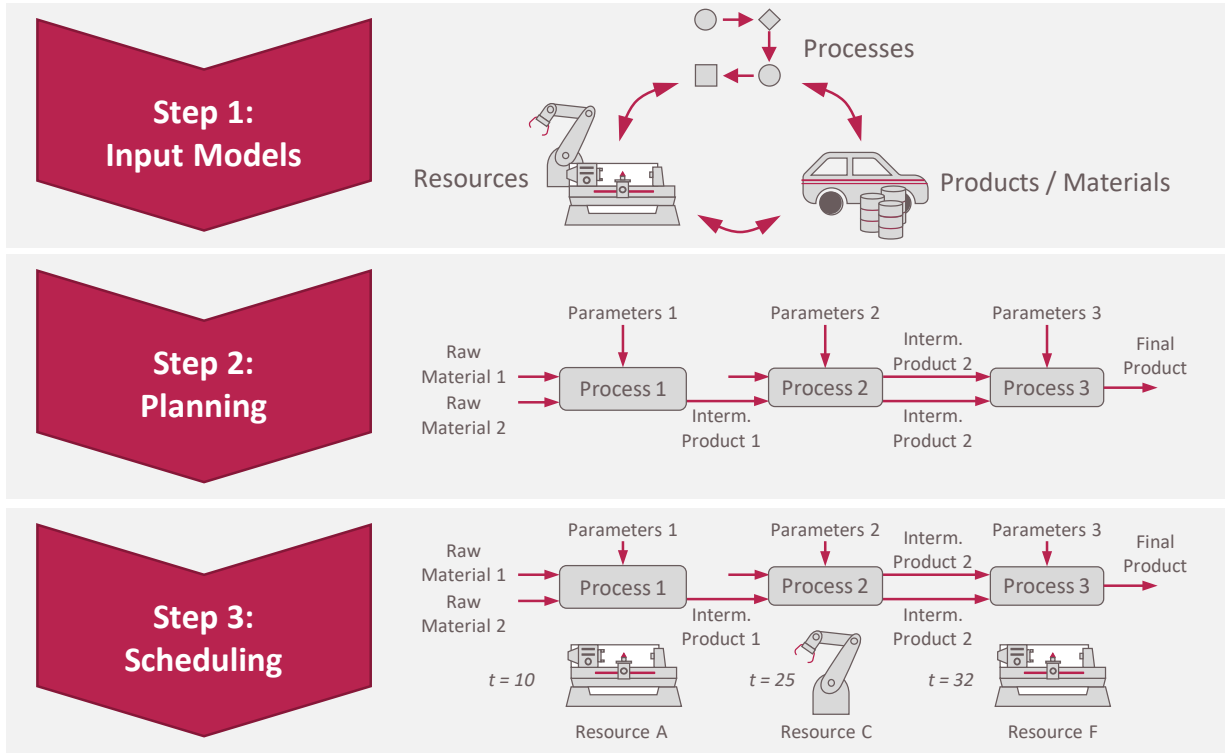 Step 1:
Input Models
Processes
Resources
Products / Materials
Step 2:
Planning
Parameters 1
Parameters 2
Parameters 3
Raw
Material 1
Raw
Material 2
Process 1
Interm.
Product 1
Process 2
Interm.
Product 2
Interm.
Product 2
Process 3
Final
Product
Step 3:
Scheduling
Parameters 1
Parameters 2
Parameters 3
Raw
Material 1
Raw
Material 2
Process 1
Interm.
Product 1
Process 2
Interm.
Product 2
Interm.
Product 2
Process 3
Final
Product
t = 10
t = 25
t = 32
Resource A
Resource C
Resource F